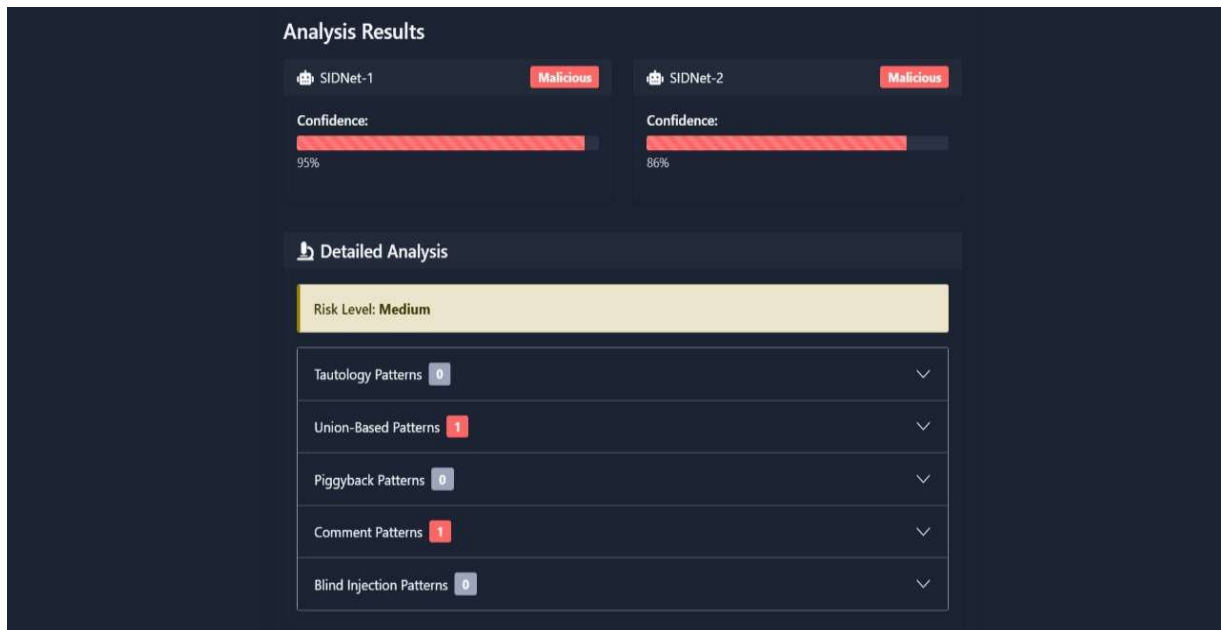 Analysis Results
SIDNet-1 Malicious
Confidence:
95%
SIDNet-2 Malicious
Confidence:
86%
Detailed Analysis
Risk Level: Medium
Tautology Patterns 0
Union-Based Patterns 1
Piggyback Patterns 0
Comment Patterns 1
Blind Injection Patterns 0